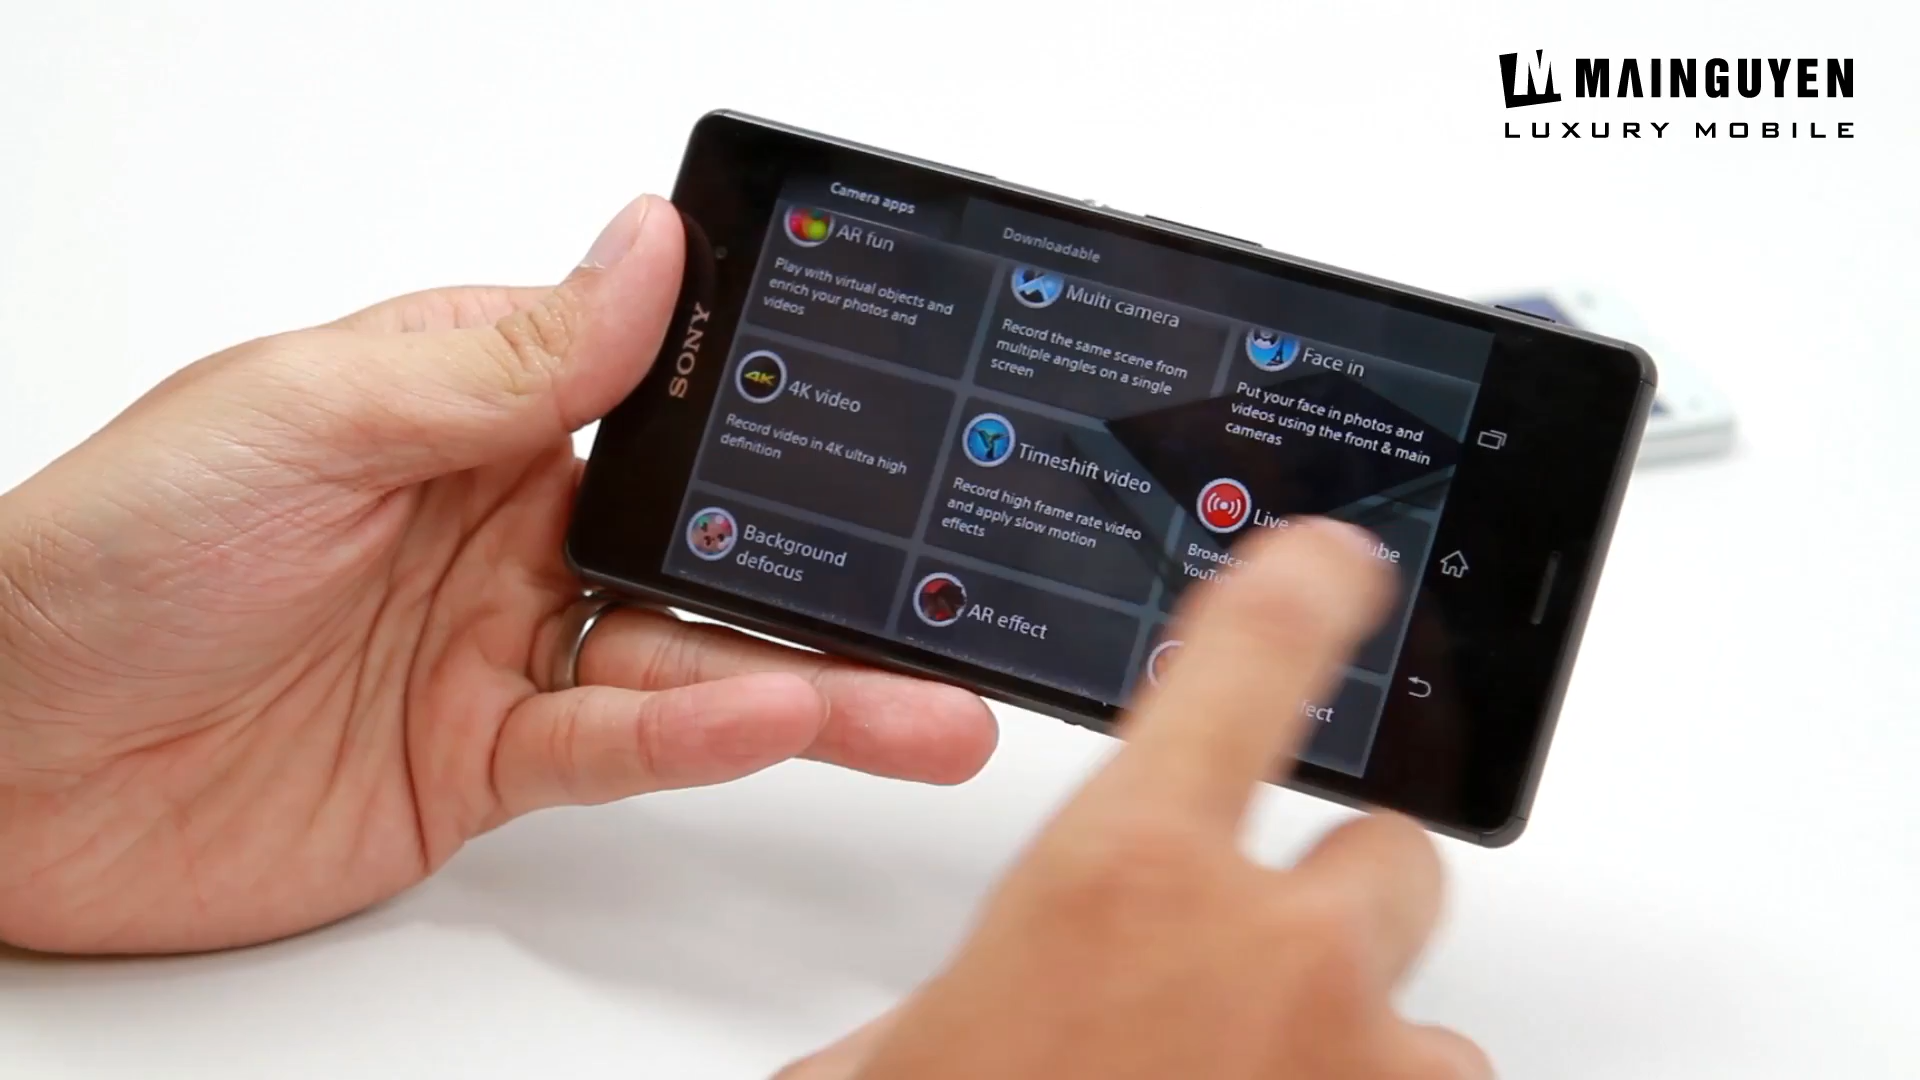 MAINGUYEN
LUXURY MOBILE
SONY
Camera apps
Downloadable
AR fun
Play with virtual objects and
enrich your photos and
videos
Multi camera
Record the same scene from
multiple angles on a single
screen
Face in
Put your face in photos and
videos using the front & main
cameras
4K
4K video
Record video in 4K ultra high
definition
Timeshift video
Record high frame rate video
and apply slow motion
effects
Live
Background
defocus
AR effect